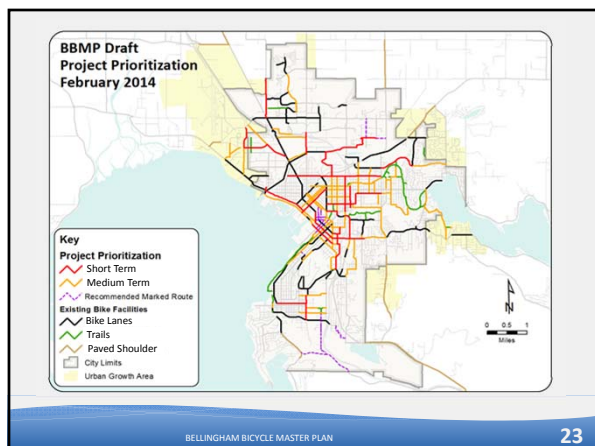 BBMP Draft
Project Prioritization
February 2014
Key
Project Prioritization
Short Term
Medium Term
Recommended Marked Route
Existing Bike Facilities
Bike Lanes
Trails
Paved Shoulder
City Limits
Urban Growth Area
N
0 0.5 1
Miles
BELLINGHAM BICYCLE MASTER PLAN 23